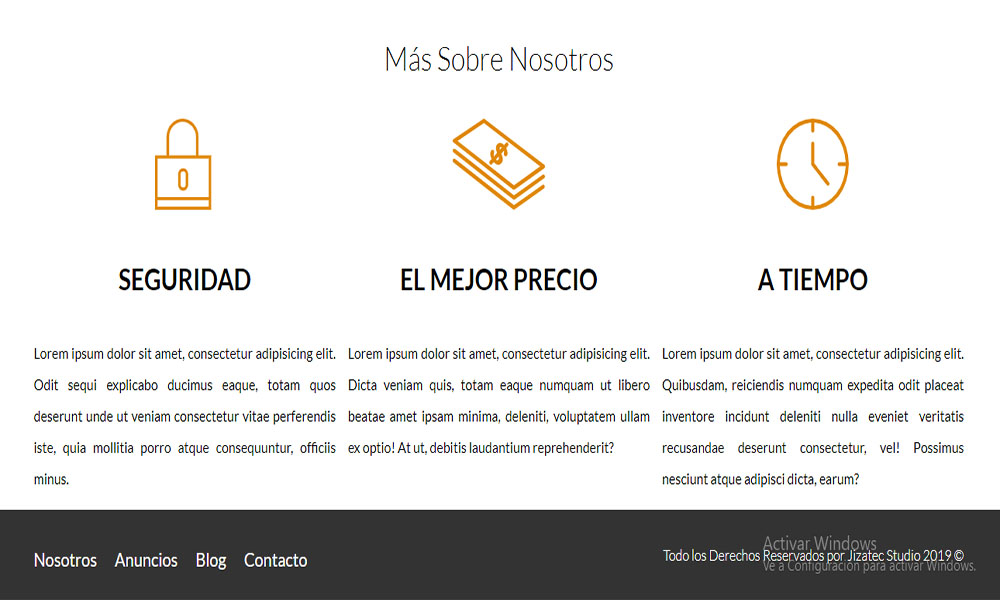 Más Sobre Nosotros
SEGURIDAD
Lorem ipsum dolor sit amet, consectetur adipisicing elit.
Odit sequi explicabo ducimus eaque, totam quos
deserunt unde ut veniam consectetur vitae perferendis
iste, quia mollitia porro atque consequuntur, officiis
minus.
EL MEJOR PRECIO
Lorem ipsum dolor sit amet, consectetur adipisicing elit.
Dicta veniam quis, totam eaque numquam ut libero
beatae amet ipsam minima, deleniti, voluptatem ullam
ex optio! At ut, debitis laudantium reprehenderit?
A TIEMPO
Lorem ipsum dolor sit amet, consectetur adipisicing elit.
Quibusdam, reiciendis numquam expedita odit placeat
inventore incidunt deleniti nulla eveniet veritatis
recusandae deserunt consectetur, vel! Possimus
nesciunt atque adipisci dicta, earum?
Nosotros Anuncios Blog Contacto
Todo los Derechos Reservados por Jizatec Studio 2019 ©
Activar Windows
Ve a Configuración para activar Windows.